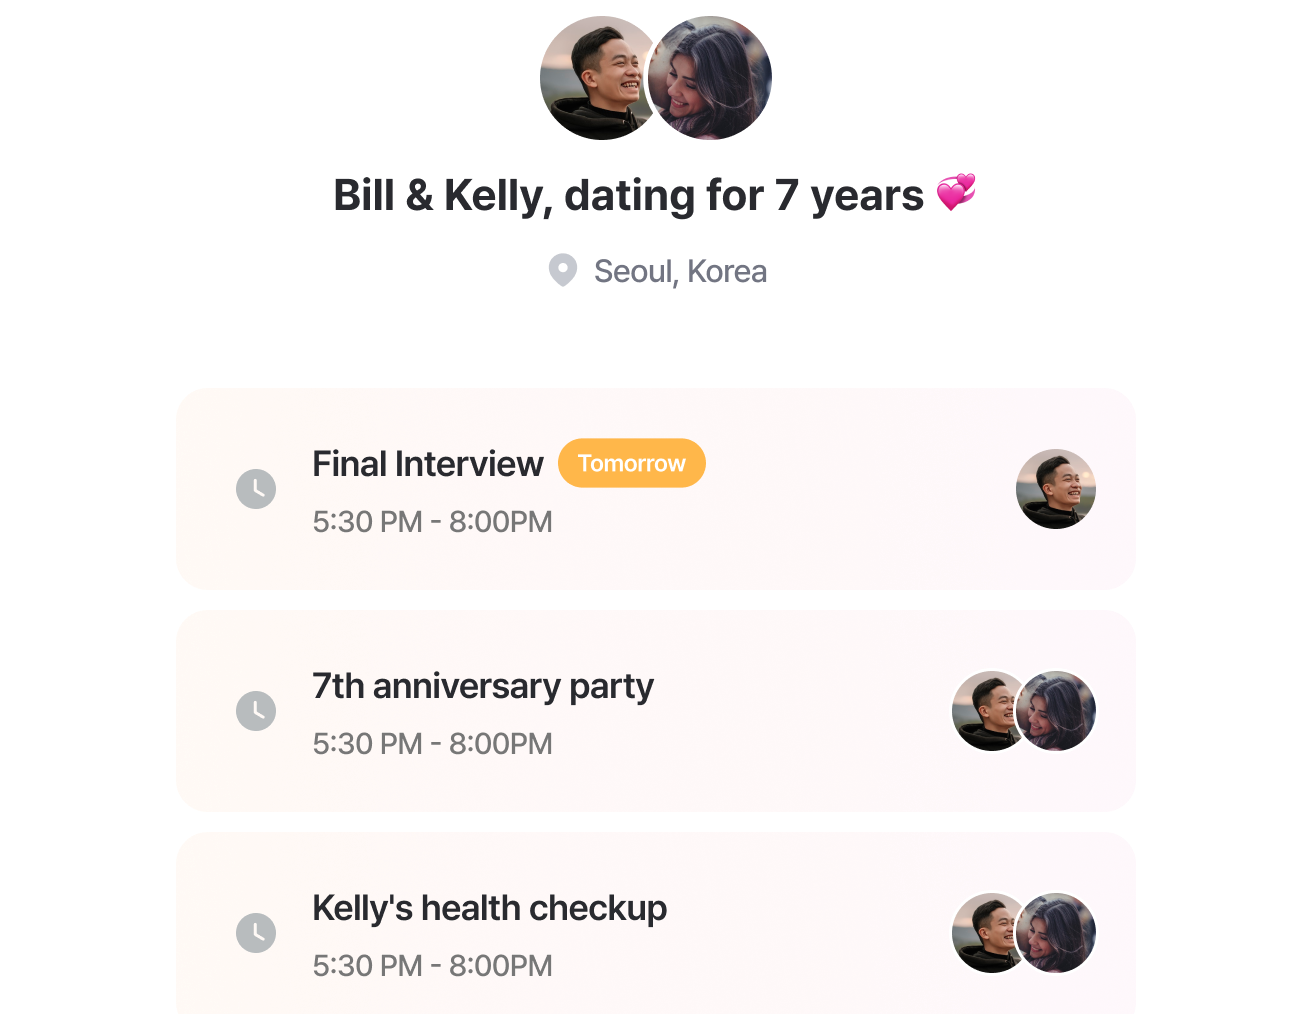 Bill & Kelly, dating for 7 years 💞
Seoul, Korea
Final Interview Tomorrow
5:30 PM - 8:00PM
7th anniversary party
5:30 PM - 8:00PM
Kelly's health checkup
5:30 PM - 8:00PM